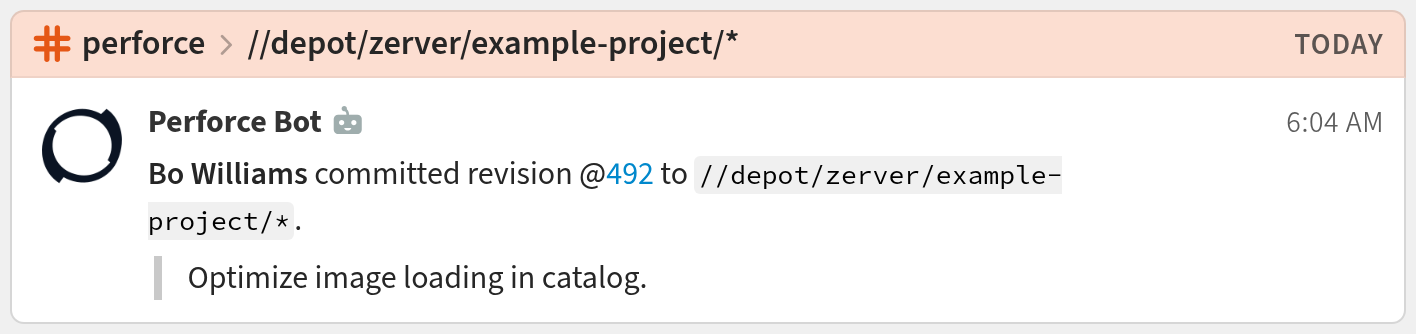 # perforce > //depot/zerver/example-project/* TODAY
Perforce Bot 6:04 AM
Bo Williams committed revision @492 to //depot/zerver/example-
project/*.
Optimize image loading in catalog.